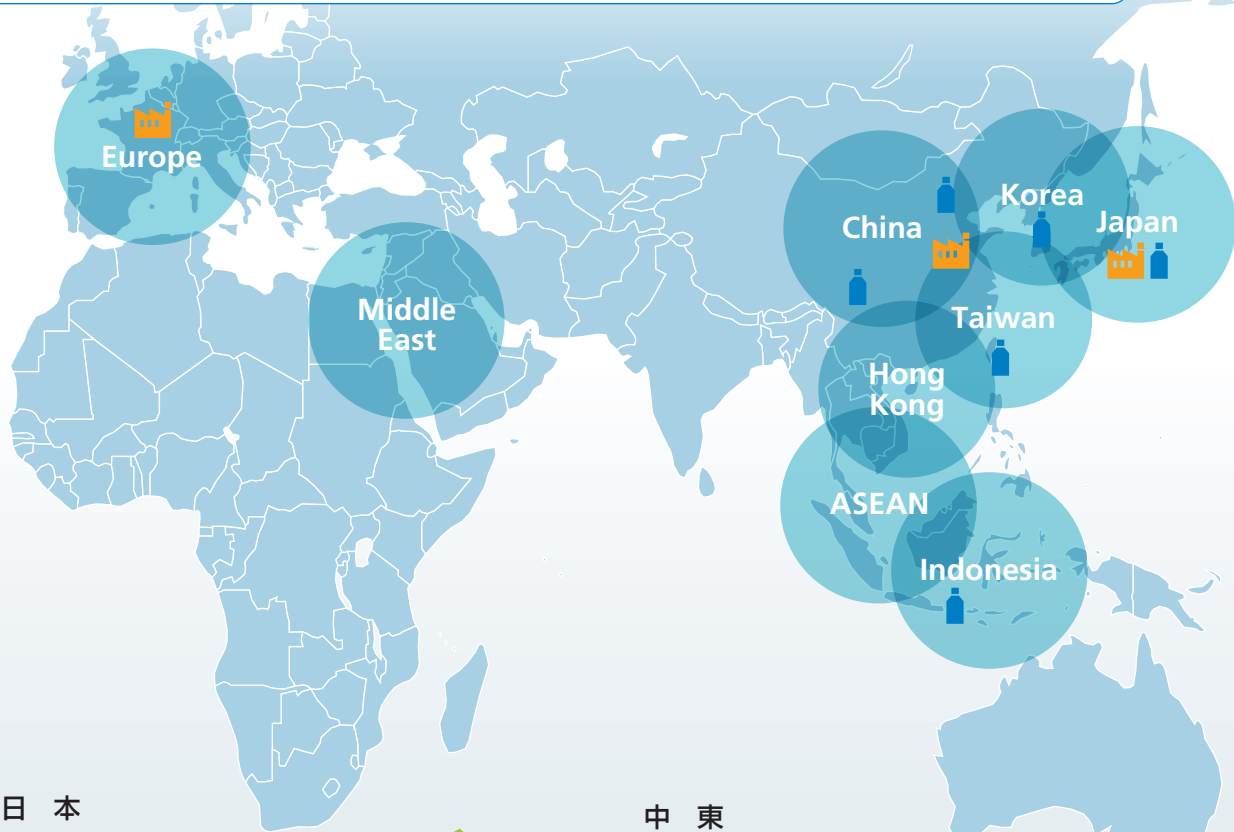 Europe
Korea
China
Japan
Middle
East
Taiwan
Hong
Kong
ASEAN
Indonesia
日 本
中 東